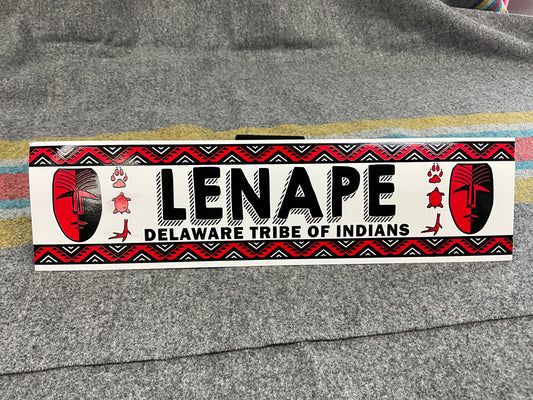 LENAPE
DELAWARE TRIBE OF INDIANS